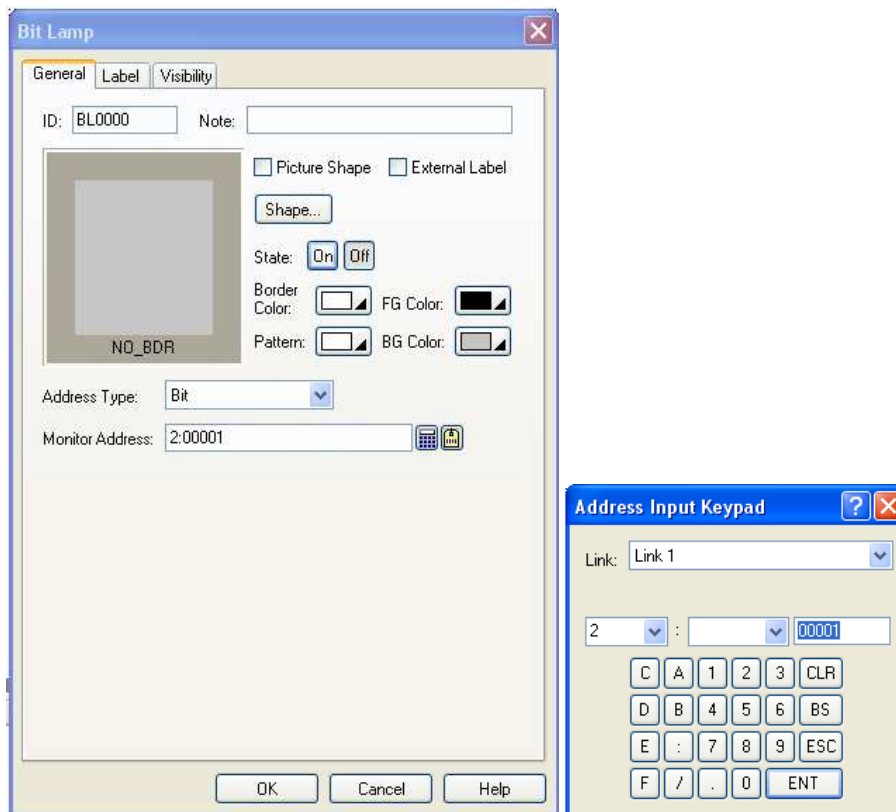 Bit Lamp
General Label Visibility
ID: BL0000 Note:
Picture Shape External Label
Shape...
State: On Off
Border Color: FG Color:
Pattern: BG Color:
NO_BDR
Address Type: Bit
Monitor Address: 2:00001
OK Cancel Help
Address Input Keypad ?
Link: Link 1
2 : 00001
C A 1 2 3 CLR
D B 4 5 6 BS
E : 7 8 9 ESC
F / . 0 ENT